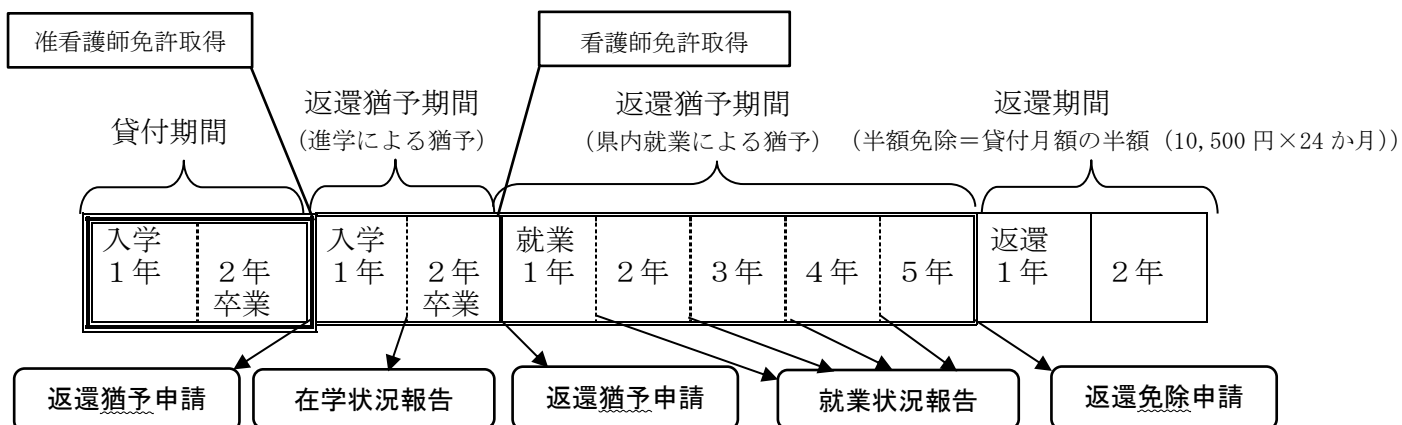 准看護師免許取得
看護師免許取得
貸付期間
返還猶予期間
(進学による猶予)
返還猶予期間
(県内就業による猶予)
返還期間
(半額免除＝貸付月額の半額 (10,500 円×24 か月))
入学
1年
2年
卒業
入学
1年
2年
卒業
就業
1年
2年
3年
4年
5年
返還
1年
2年
返還猶予申請
在学状況報告
返還猶予申請
就業状況報告
返還免除申請